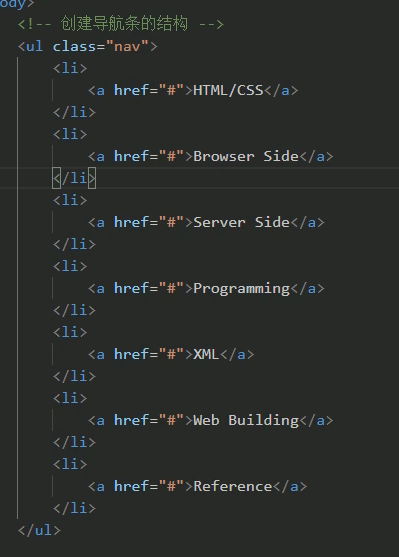 ody>
<!-- 创建导航条的结构 -->
<ul class="nav">
<li>
<a href="#">HTML/CSS</a>
</li>
<li>
<a href="#">Browser Side</a>
</li>
<li>
<a href="#">Server Side</a>
</li>
<li>
<a href="#">Programming</a>
</li>
<li>
<a href="#">XML</a>
</li>
<li>
<a href="#">Web Building</a>
</li>
<li>
<a href="#">Reference</a>
</li>
</ul>